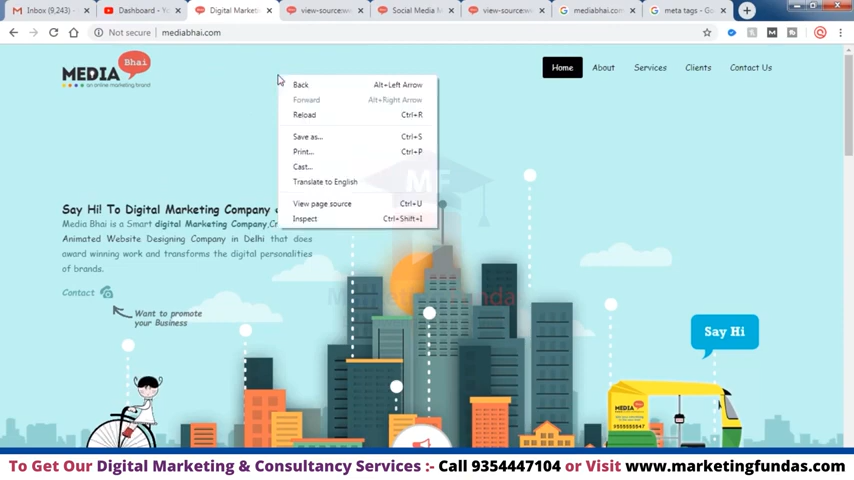 Inbox (9,243) -
Dashboard - W
Digital Market
view-source:w
Social Media M
view-source:w
mediabhai.com
meta tags - Go
Not secure
mediabhai.com
MEDIA Bhai
an online marketing brand
Home About Services Clients Contact Us
Back Alt+Left Arrow
Forward Alt+Right Arrow
Reload Ctrl+R
Save as... Ctrl+S
Print... Ctrl+P
Cast...
Translate to English
View page source Ctrl+U
Inspect Ctrl+Shift+I
MF
Say Hi! To Digital Marketing Company
Media Bhai is a Smart digital Marketing Company,Cr
Animated Website Designing Company in Delhi that does
award winning work and transforms the digital personalities
of brands.
Contact
Want to promote
your Business
Say Hi
MEDIA
To Get Our Digital Marketing & Consultancy Services :- Call 9354447104 or Visit www.marketingfundas.com